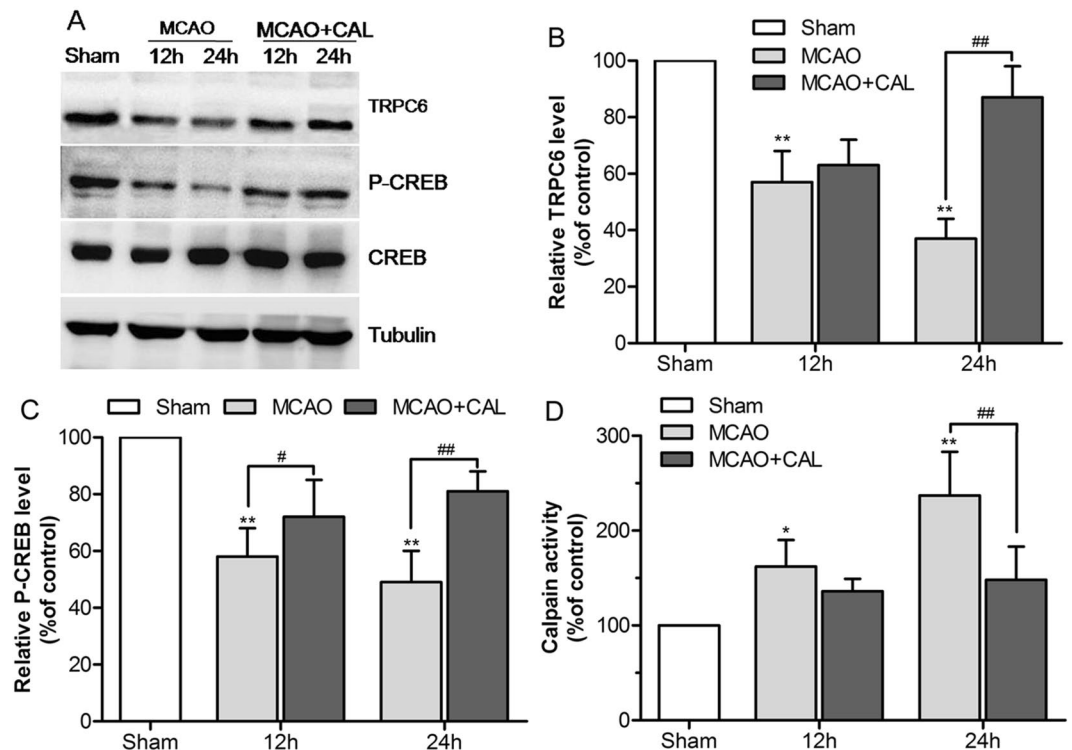 A
MCAO
MCAO+CAL
Sham
12h
24h
12h
24h
TRPC6
P-CREB
CREB
Tubulin
B
Sham
MCAO
MCAO+CAL
Relative TRPC6 level
(%of control)
100
80
60
40
20
0
**
**
##
Sham
12h
24h
C
Sham
MCAO
MCAO+CAL
Relative P-CREB level
(%of control)
100
80
60
40
20
0
**
#
**
##
Sham
12h
24h
D
Sham
MCAO
MCAO+CAL
Calpain activity
(%of control)
300
200
100
0
*
**
##
Sham
12h
24h